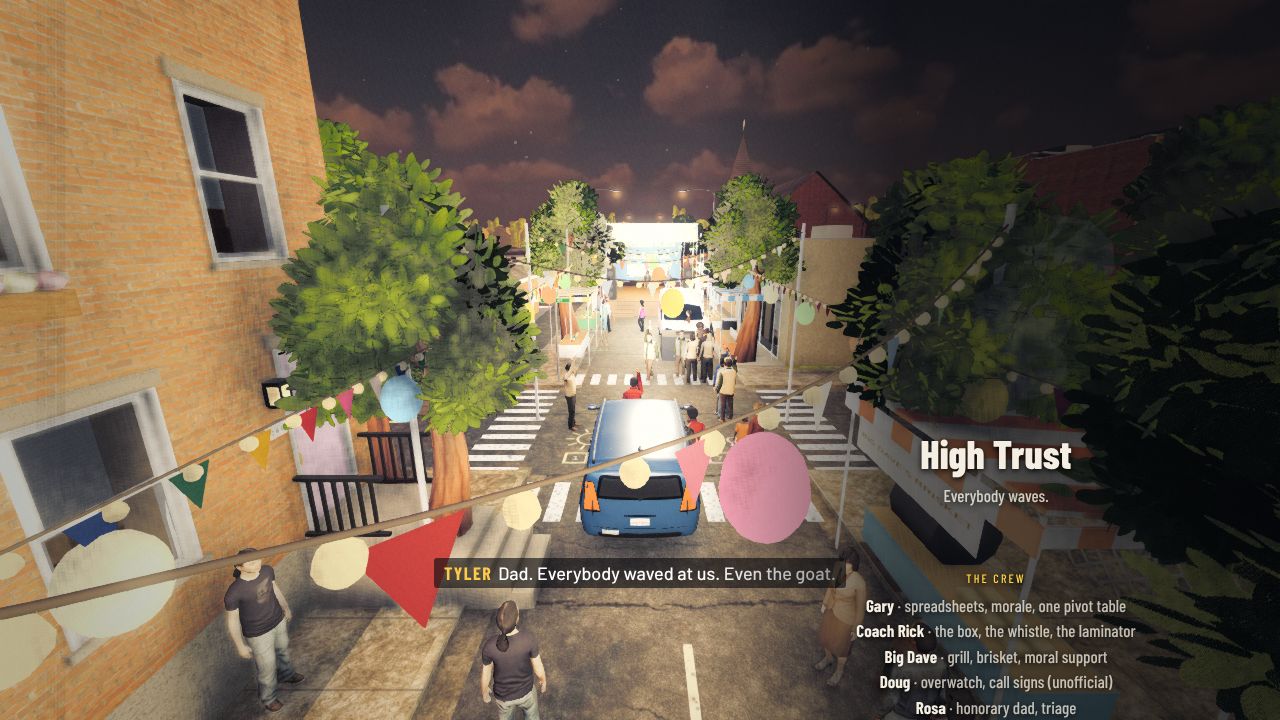 High Trust
Everybody waves.
TYLER Dad. Everybody waved at us. Even the goat.
THE CREW
Gary · spreadsheets, morale, one pivot table
Coach Rick · the box, the whistle, the laminator
Big Dave · grill, brisket, moral support
Doug · overwatch, call signs (unofficial)
Rosa · honorary dad, triage